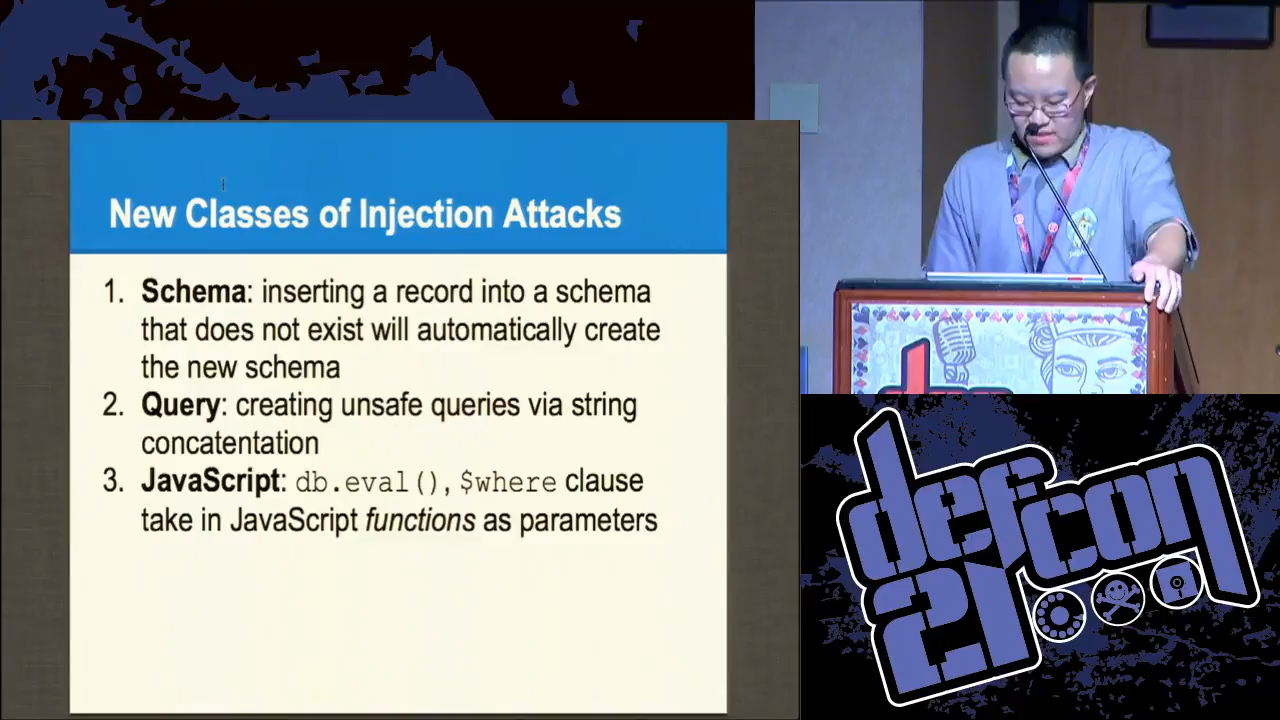 New Classes of Injection Attacks
1. Schema: inserting a record into a schema
that does not exist will automatically create
the new schema
2. Query: creating unsafe queries via string
concatentation
3. JavaScript: db.eval(), $where clause
take in JavaScript functions as parameters
defcon
21